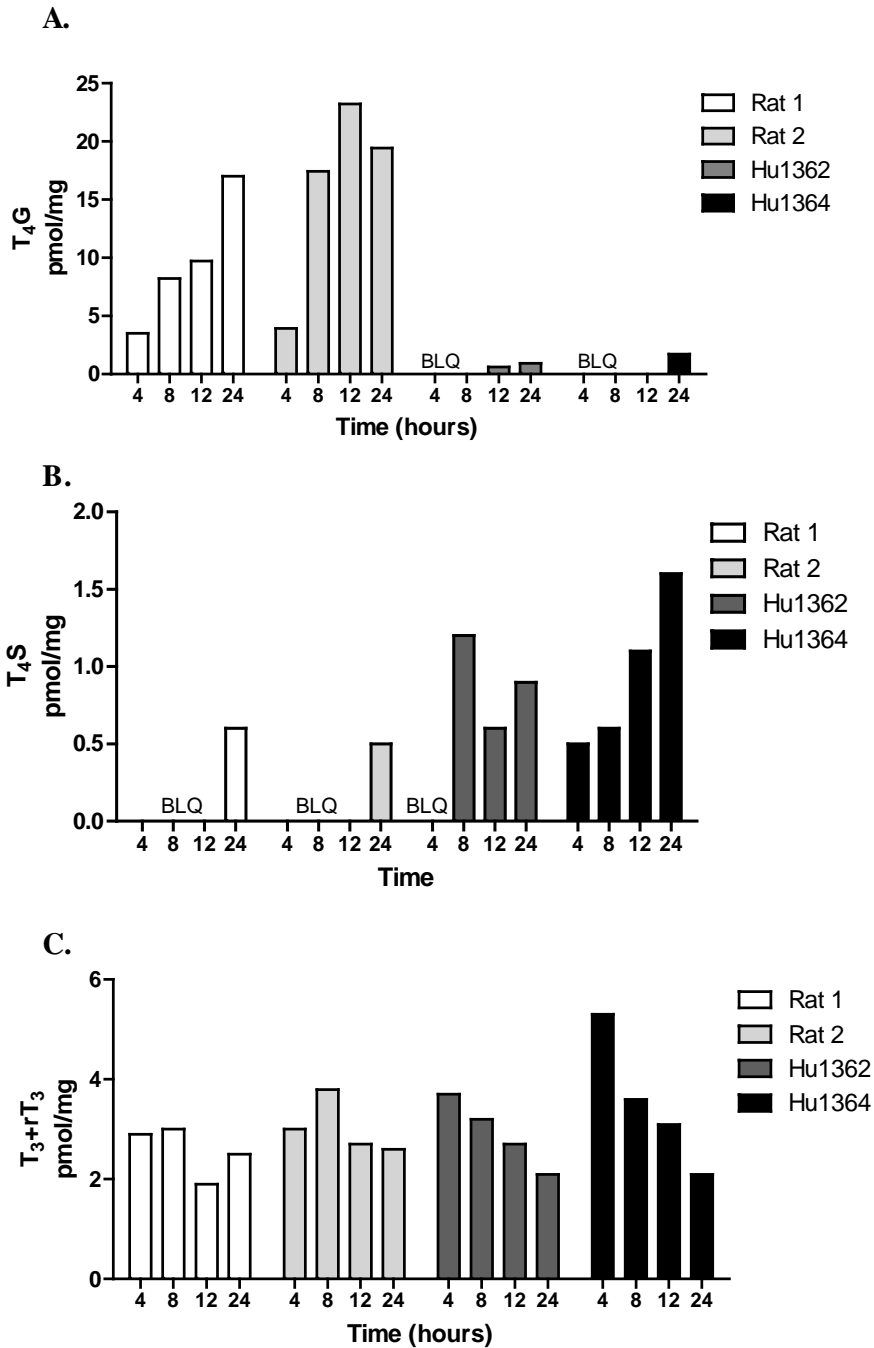 A.
25
20
15
10
5
0
T4G
pmol/mg
BLQ
BLQ
4 8 12 24 4 8 12 24 4 8 12 24 4 8 12 24
Time (hours)
Rat 1
Rat 2
Hu1362
Hu1364
B.
2.0
1.5
1.0
0.5
0.0
T4S
pmol/mg
BLQ
BLQ
BLQ
4 8 12 24 4 8 12 24 4 8 12 24 4 8 12 24
Time
Rat 1
Rat 2
Hu1362
Hu1364
C.
6
4
2
0
T3+rT3
pmol/mg
4 8 12 24 4 8 12 24 4 8 12 24 4 8 12 24
Time (hours)
Rat 1
Rat 2
Hu1362
Hu1364